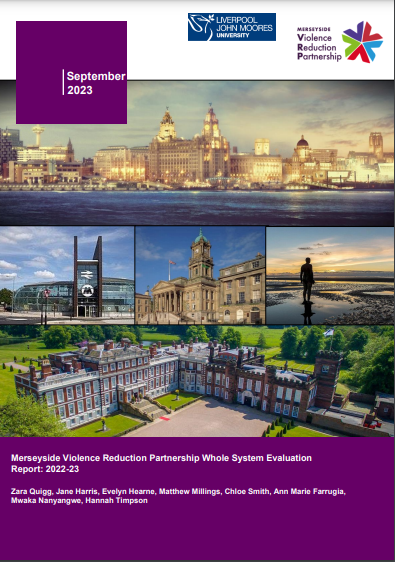 September
2023
LIVERPOOL
JOHN MOORES
UNIVERSITY
MERSEYSIDE
Violence
Reduction
Partnership
Merseyside Violence Reduction Partnership Whole System Evaluation
Report: 2022-23
Zara Quigg, Jane Harris, Evelyn Hearne, Matthew Millings, Chloe Smith, Ann Marie Farrugia,
Mwaka Nanyangwe, Hannah Timpson